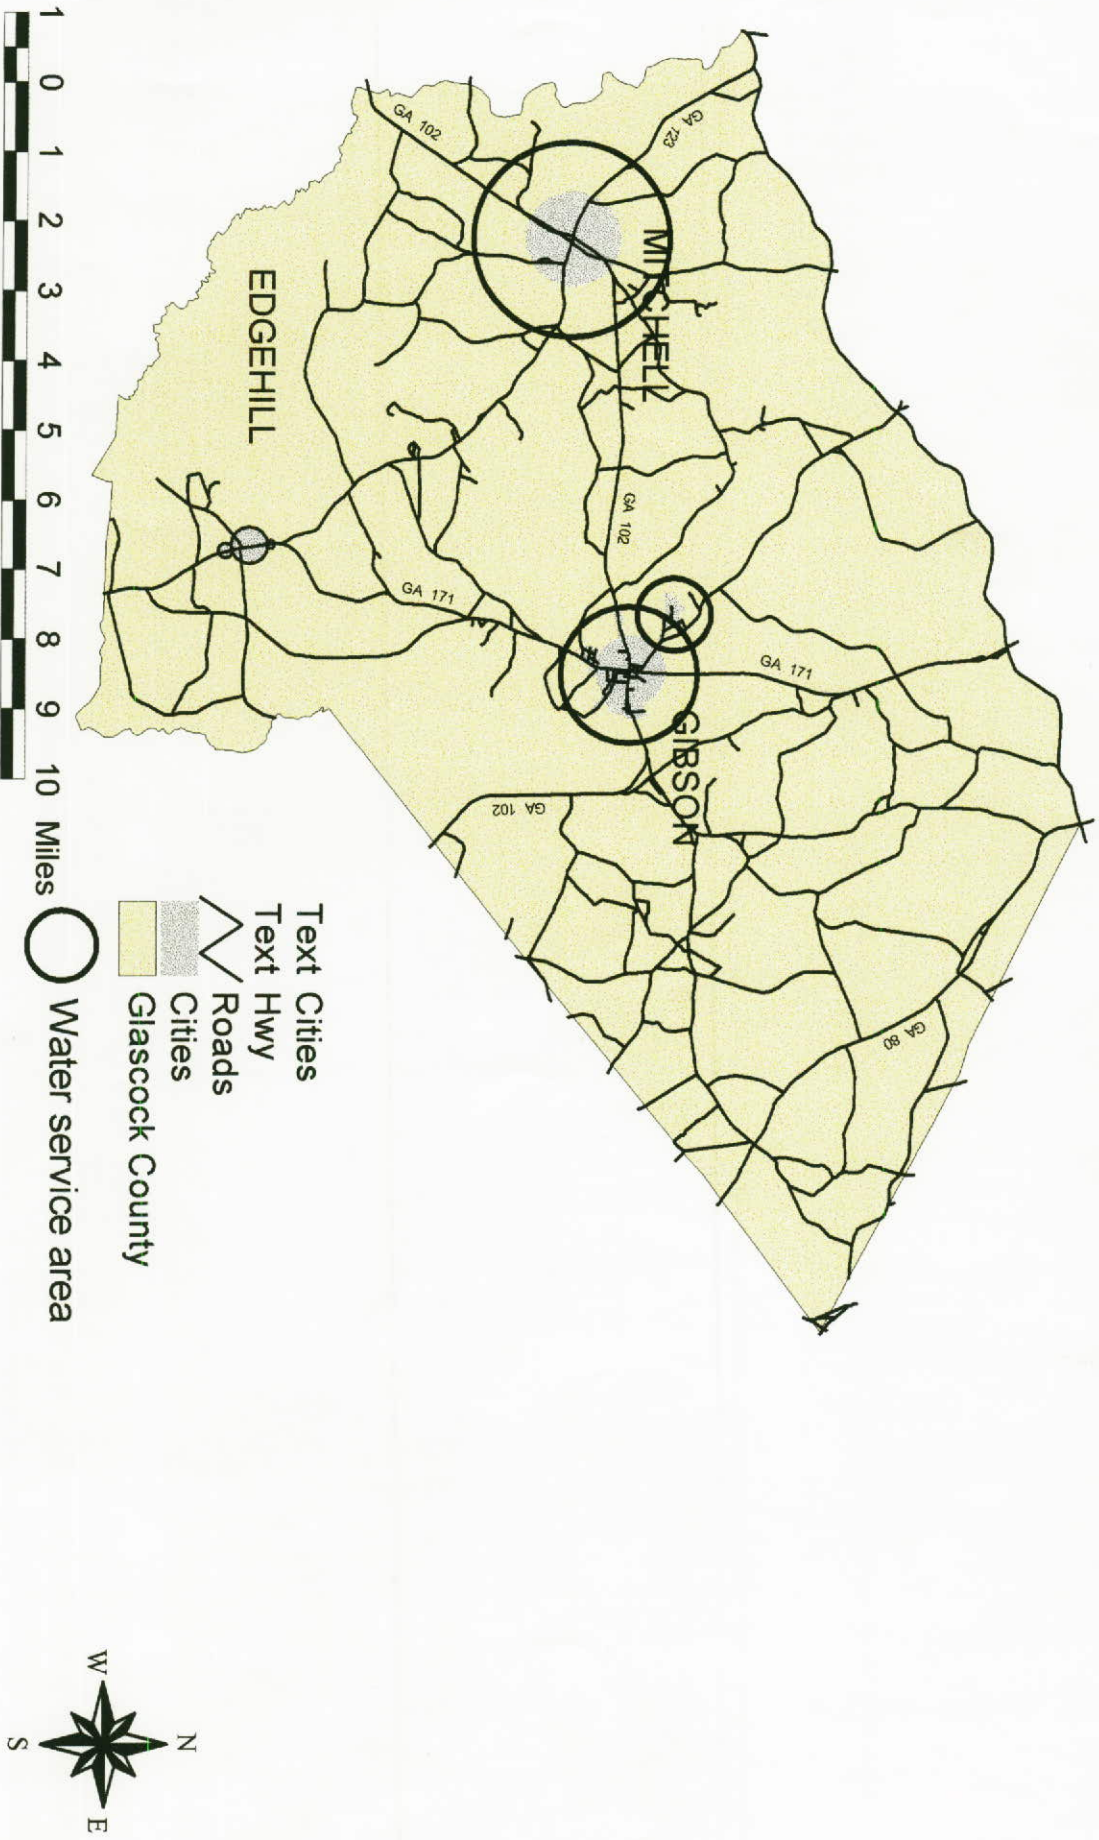 GA 123
GA 102
MITCHELL
EDGEHILL
GA 102
GA 171
GA 171
GIBSON
GA 102
GA 80
Text Cities
Text Hwy
Roads
Cities
Glascock County
Water service area
1 0 1 2 3 4 5 6 7 8 9 10 Miles
N
W E
S